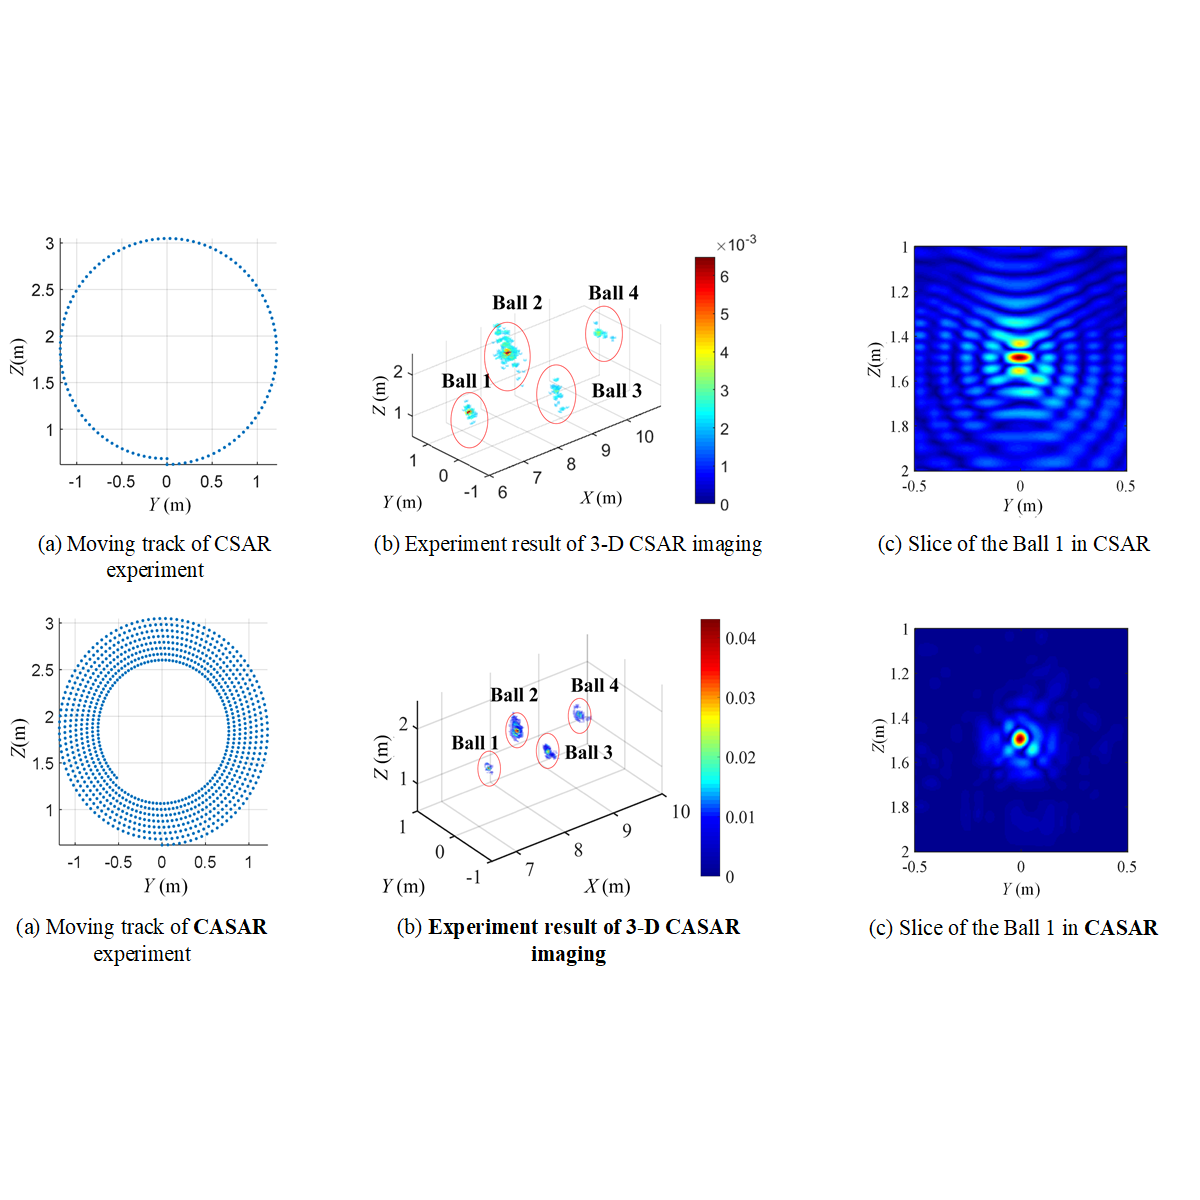 3
2.5
2
1.5
1
Z(m)
-1 -0.5 0 0.5 1
Y (m)
(a) Moving track of CSAR
experiment
×10⁻³
6
5
4
3
2
1
0
Ball 2
Ball 4
Ball 1
Ball 3
Z (m)
2
1
1
0
-1
Y (m)
6 7 8 9 10
X (m)
(b) Experiment result of 3-D CSAR imaging
1
1.2
1.4
1.6
1.8
2
Z(m)
-0.5 0 0.5
Y (m)
(c) Slice of the Ball 1 in CSAR
3
2.5
2
1.5
1
Z(m)
-1 -0.5 0 0.5 1
Y (m)
(a) Moving track of CASAR
experiment
0.04
0.03
0.02
0.01
0
Ball 2
Ball 4
Ball 1
Ball 3
Z (m)
2
1
1
0
-1
Y (m)
7 8 9 10
X (m)
(b) Experiment result of 3-D CASAR
imaging
1
1.2
1.4
1.6
1.8
2
Z(m)
-0.5 0 0.5
Y (m)
(c) Slice of the Ball 1 in CASAR